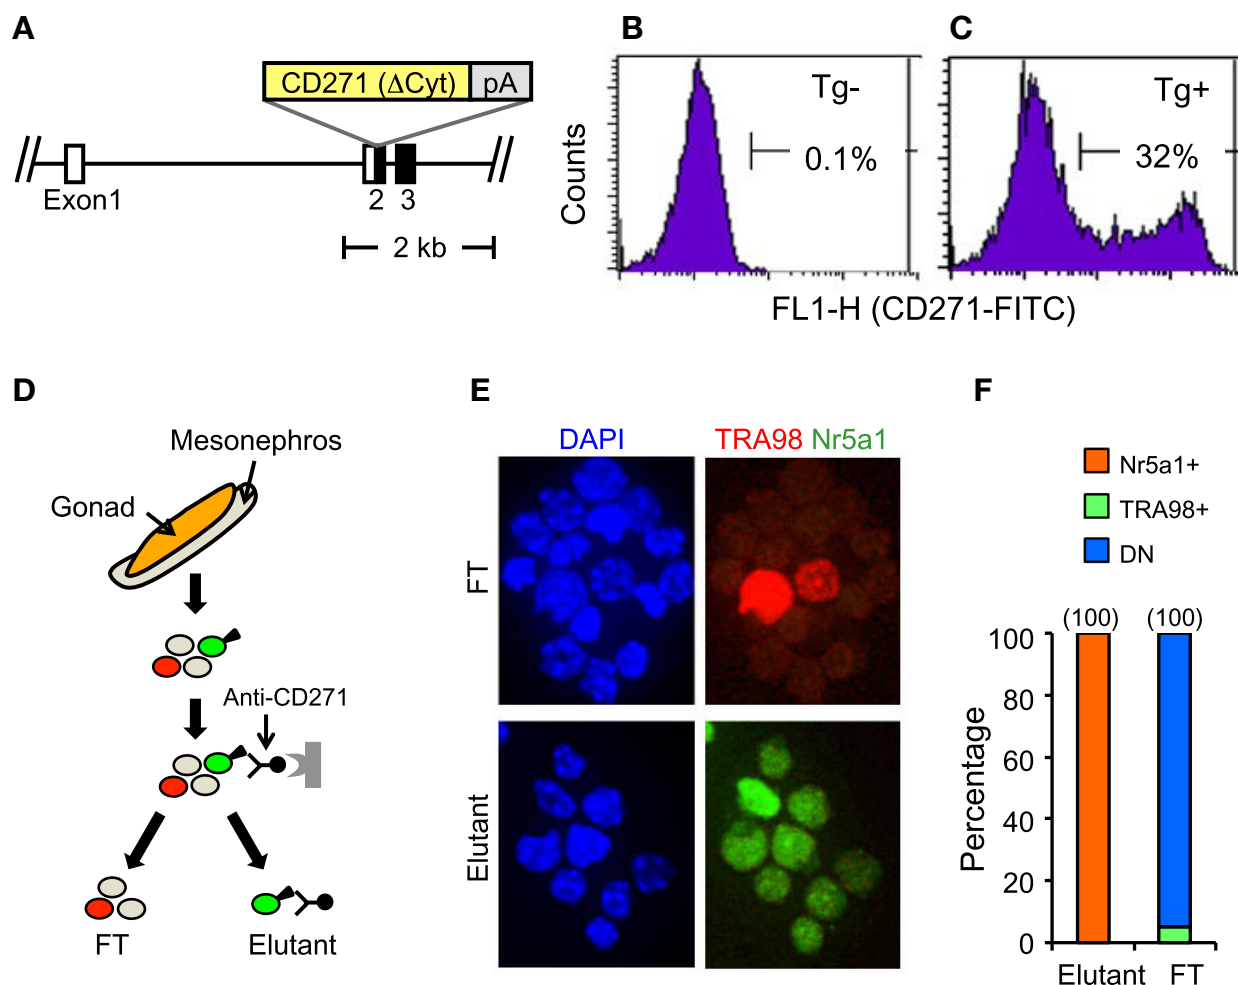 A
CD271 (ΔCyt) pA
Exon1 2 3
2 kb
B
C
Counts
Tg-
0.1%
Tg+
32%
FL1-H (CD271-FITC)
D
Mesonephros
Gonad
Anti-CD271
FT Elutant
E
DAPI TRA98 Nr5a1
FT
Elutant
F
Nr5a1+
TRA98+
DN
(100) (100)
Percentage
100
80
60
40
20
0
Elutant FT